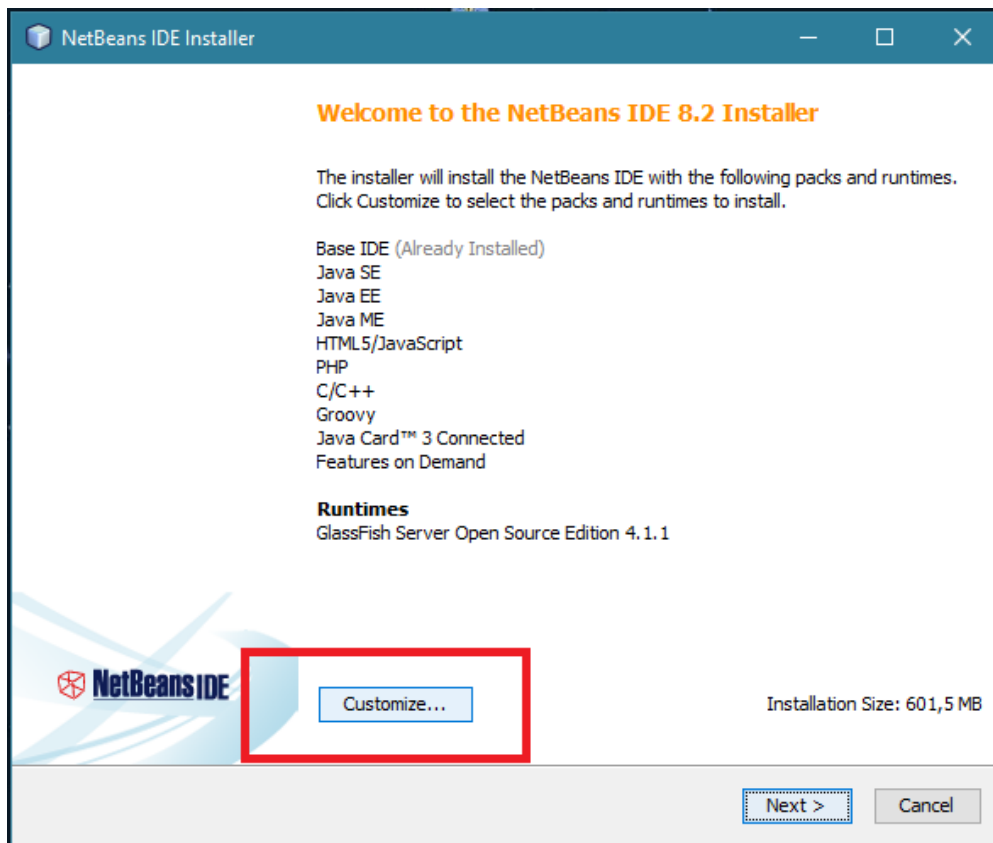 NetBeans IDE Installer
Welcome to the NetBeans IDE 8.2 Installer
The installer will install the NetBeans IDE with the following packs and runtimes.
Click Customize to select the packs and runtimes to install.
Base IDE (Already Installed)
Java SE
Java EE
Java ME
HTML5/JavaScript
PHP
C/C++
Groovy
Java Card™ 3 Connected
Features on Demand
Runtimes
GlassFish Server Open Source Edition 4.1.1
NetBeans IDE
Customize...
Installation Size: 601,5 MB
Next >
Cancel